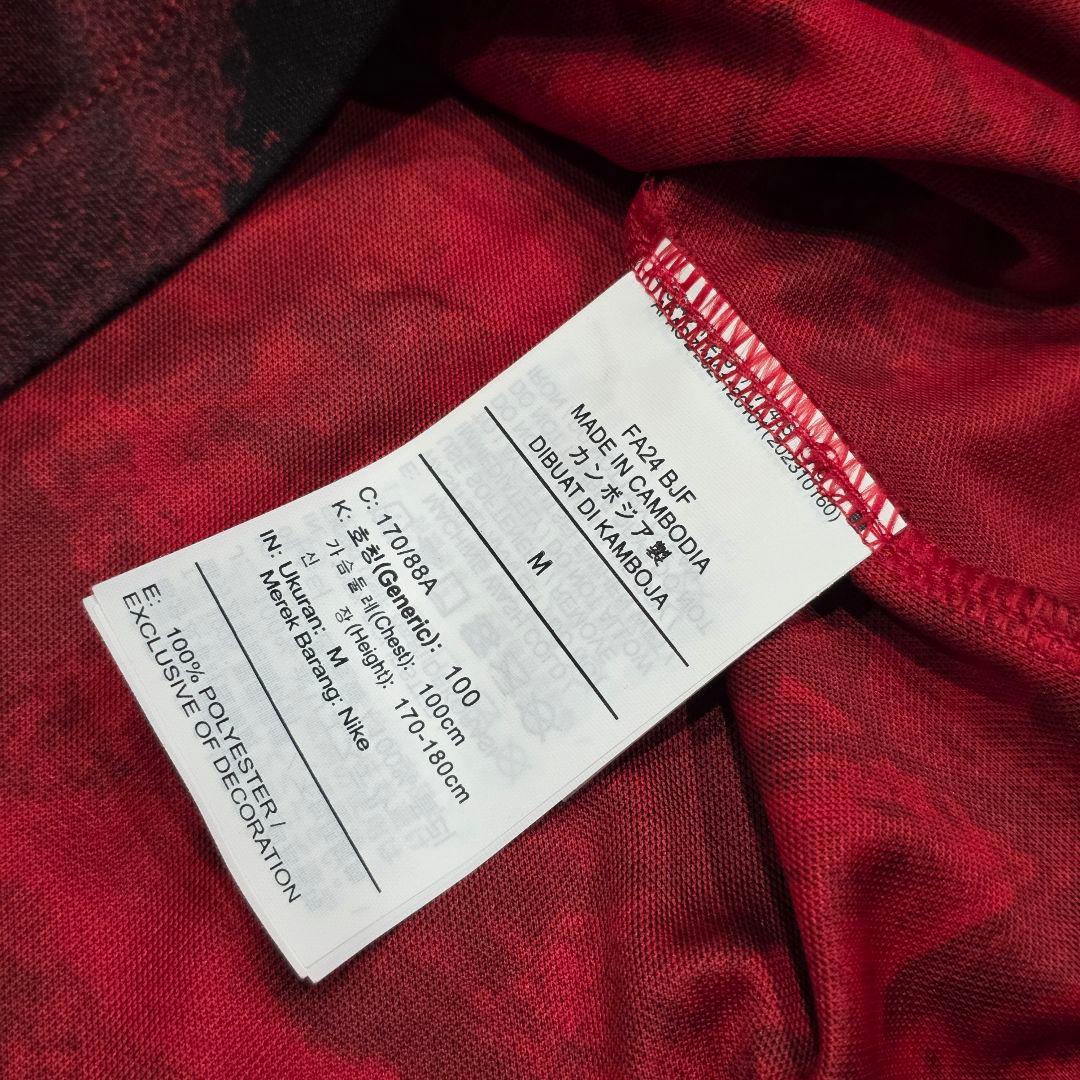 FA24 BJF
MADE IN CAMBODIA
カンボジア製
DIBUAT DI KAMBOJA
M
C: 170/88A
K: 호칭(Generic): 100
가슴둘레(Chest): 100cm
신 장(Height): 170-180cm
IN: Ukuran: M
Merek Barang: Nike
E: 100% POLYESTER /
EXCLUSIVE OF DECORATION